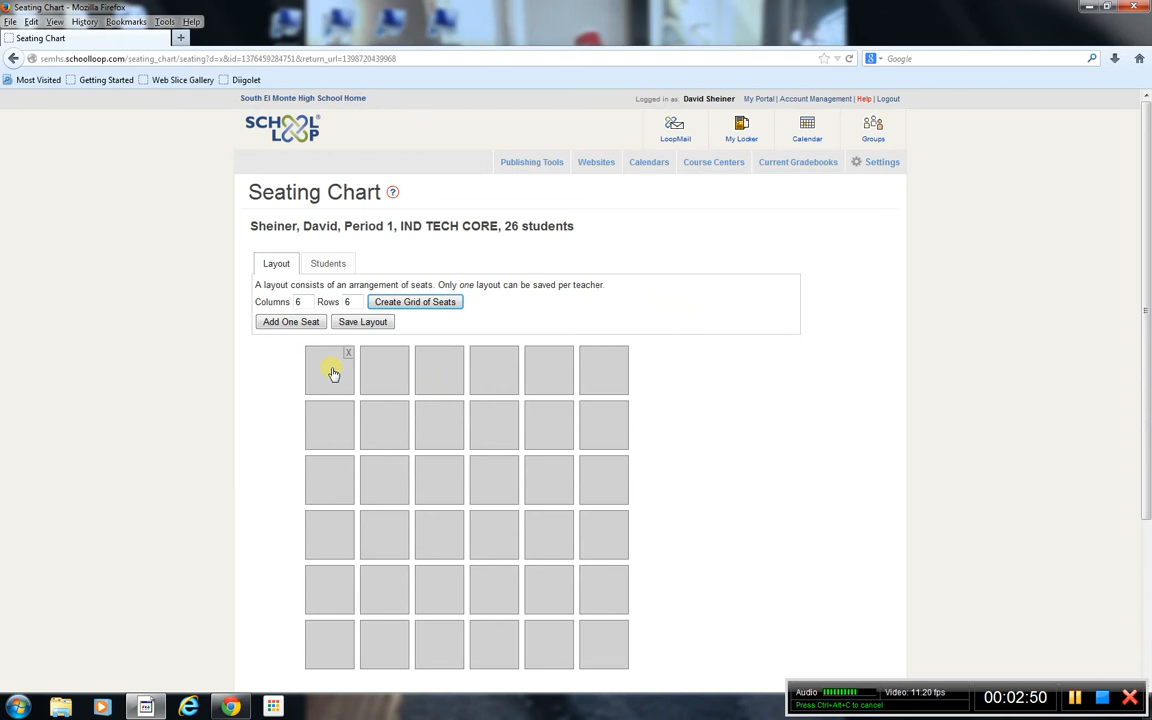 Seating Chart - Mozilla Firefox
File Edit View History Bookmarks Tools Help
Seating Chart +
semhs.schoolloop.com/seating_chart/seating?d=x&id=1376459284751&return_url=1398720439968
Google
Most Visited Getting Started Web Slice Gallery Diigolet
South El Monte High School Home
Logged in as: David Sheiner My Portal | Account Management | Help | Logout
SCHOOL LOOP
LoopMail My Locker Calendar Groups
Publishing Tools Websites Calendars Course Centers Current Gradebooks Settings
Seating Chart ?
Sheiner, David, Period 1, IND TECH CORE, 26 students
Layout Students
A layout consists of an arrangement of seats. Only one layout can be saved per teacher.
Columns 6 Rows 6 Create Grid of Seats
Add One Seat Save Layout
X
Audio Video: 11.20 fps
Press Ctrl+Alt+C to cancel
00:02:50